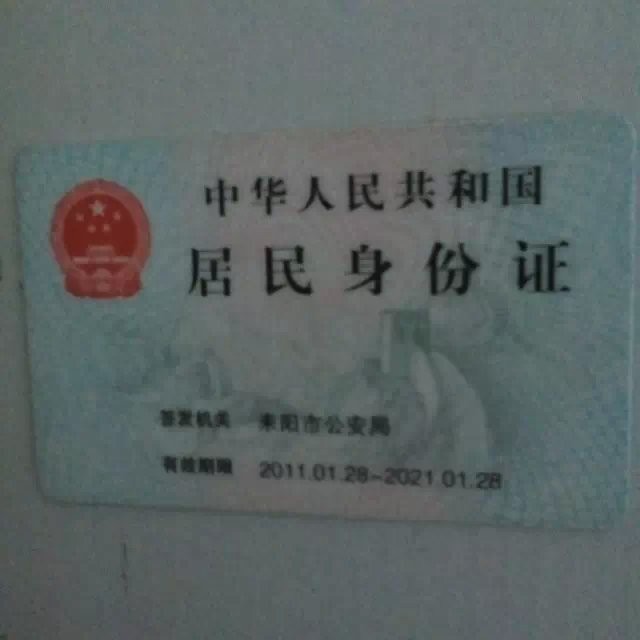 中华人民共和国
居民身份证
签发机关 耒阳市公安局
有效期限 2011.01.28-2021.01.28